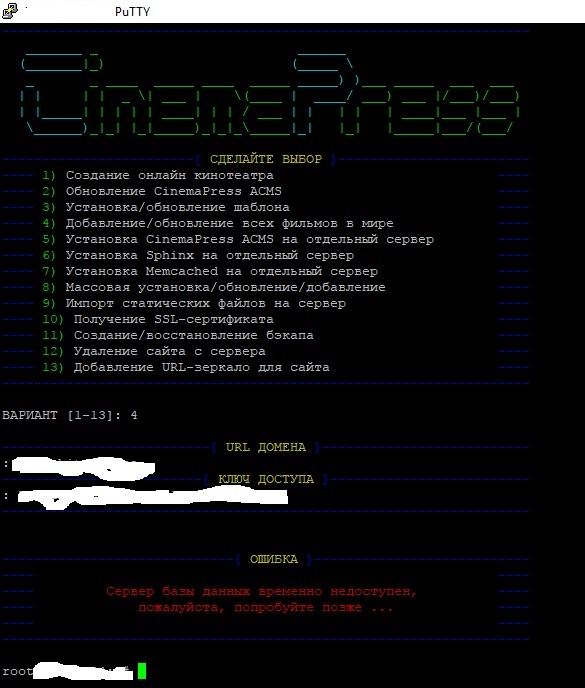 PuTTY
CinemaPress
[ СДЕЛАЙТЕ ВЫБОР ]
1) Создание онлайн кинотеатра
2) Обновление CinemaPress ACMS
3) Установка/обновление шаблона
4) Добавление/обновление всех фильмов в мире
5) Установка CinemaPress ACMS на отдельный сервер
6) Установка Sphinx на отдельный сервер
7) Установка Memcached на отдельный сервер
8) Массовая установка/обновление/добавление
9) Импорт статических файлов на сервер
10) Получение SSL-сертификата
11) Создание/восстановление бэкапа
12) Удаление сайта с сервера
13) Добавление URL-зеркало для сайта
ВАРИАНТ [1-13]: 4
[ URL ДОМЕНА ]
:
[ КЛЮЧ ДОСТУПА ]
:
[ ОШИБКА ]
Сервер базы данных временно недоступен,
пожалуйста, попробуйте позже ...
root